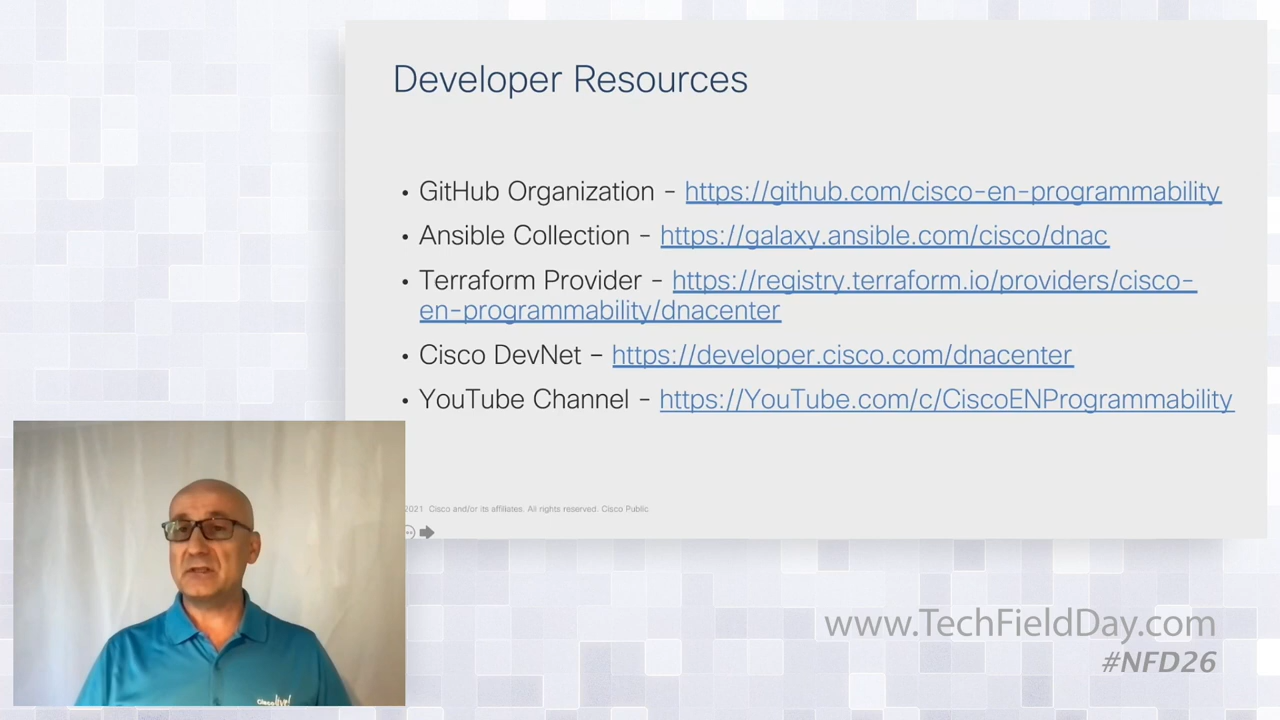 Developer Resources
• GitHub Organization - https://github.com/cisco-en-programmability
• Ansible Collection - https://galaxy.ansible.com/cisco/dnac
• Terraform Provider - https://registry.terraform.io/providers/cisco-
en-programmability/dnacenter
• Cisco DevNet – https://developer.cisco.com/dnacenter
• YouTube Channel - https://YouTube.com/c/CiscoENProgrammability
2021 Cisco and/or its affiliates. All rights reserved. Cisco Public
Cisco live!
www.TechFieldDay.com
#NFD26